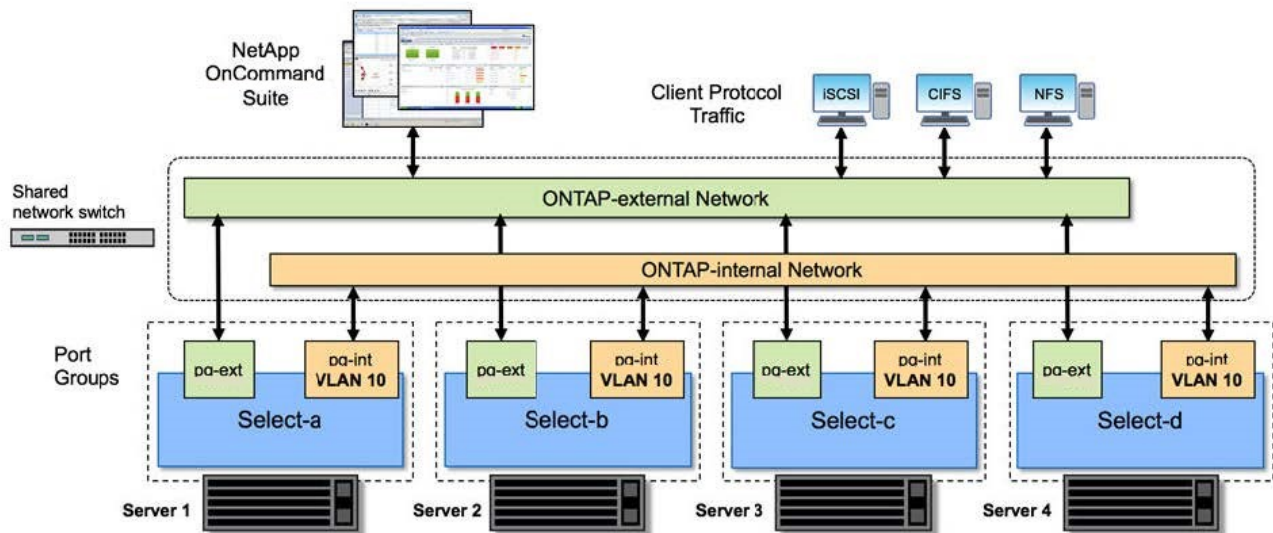 NetApp
OnCommand
Suite
Client Protocol
Traffic
iSCSI
CIFS
NFS
Shared
network switch
ONTAP-external Network
ONTAP-internal Network
Port
Groups
pg-ext
pg-int
VLAN 10
Select-a
pg-ext
pg-int
VLAN 10
Select-b
pg-ext
pg-int
VLAN 10
Select-c
pg-ext
pg-int
VLAN 10
Select-d
Server 1
Server 2
Server 3
Server 4